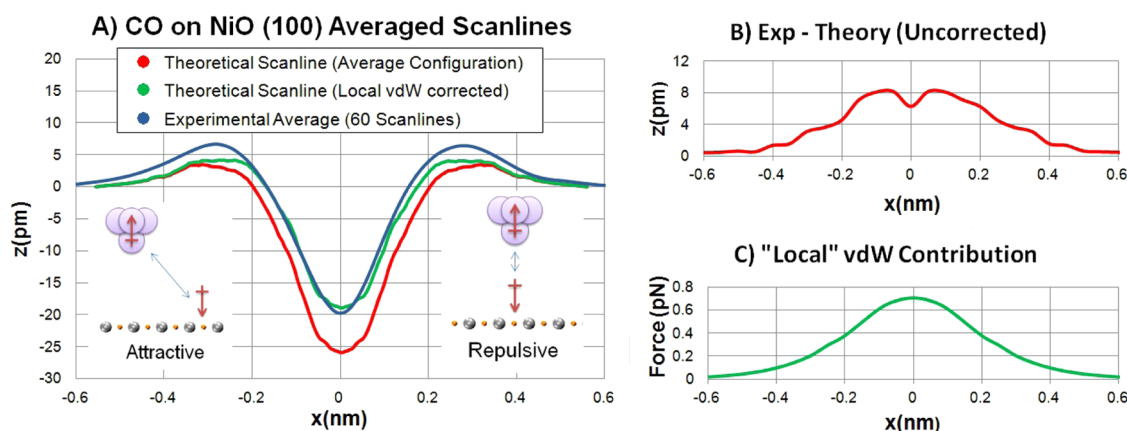 A) CO on NiO (100) Averaged Scanlines
Theoretical Scanline (Average Configuration)
Theoretical Scanline (Local vdW corrected)
Experimental Average (60 Scanlines)
z(pm)
20
15
10
5
0
-5
-10
-15
-20
-25
-30
Attractive
Repulsive
-0.6
-0.4
-0.2
0
0.2
0.4
0.6
x(nm)
B) Exp - Theory (Uncorrected)
z(pm)
12
8
4
0
-0.6
-0.4
-0.2
0.0
0.2
0.4
0.6
x(nm)
C) "Local" vdW Contribution
Force (pN)
0.8
0.6
0.4
0.2
0
-0.6
-0.4
-0.2
0
0.2
0.4
0.6
x(nm)